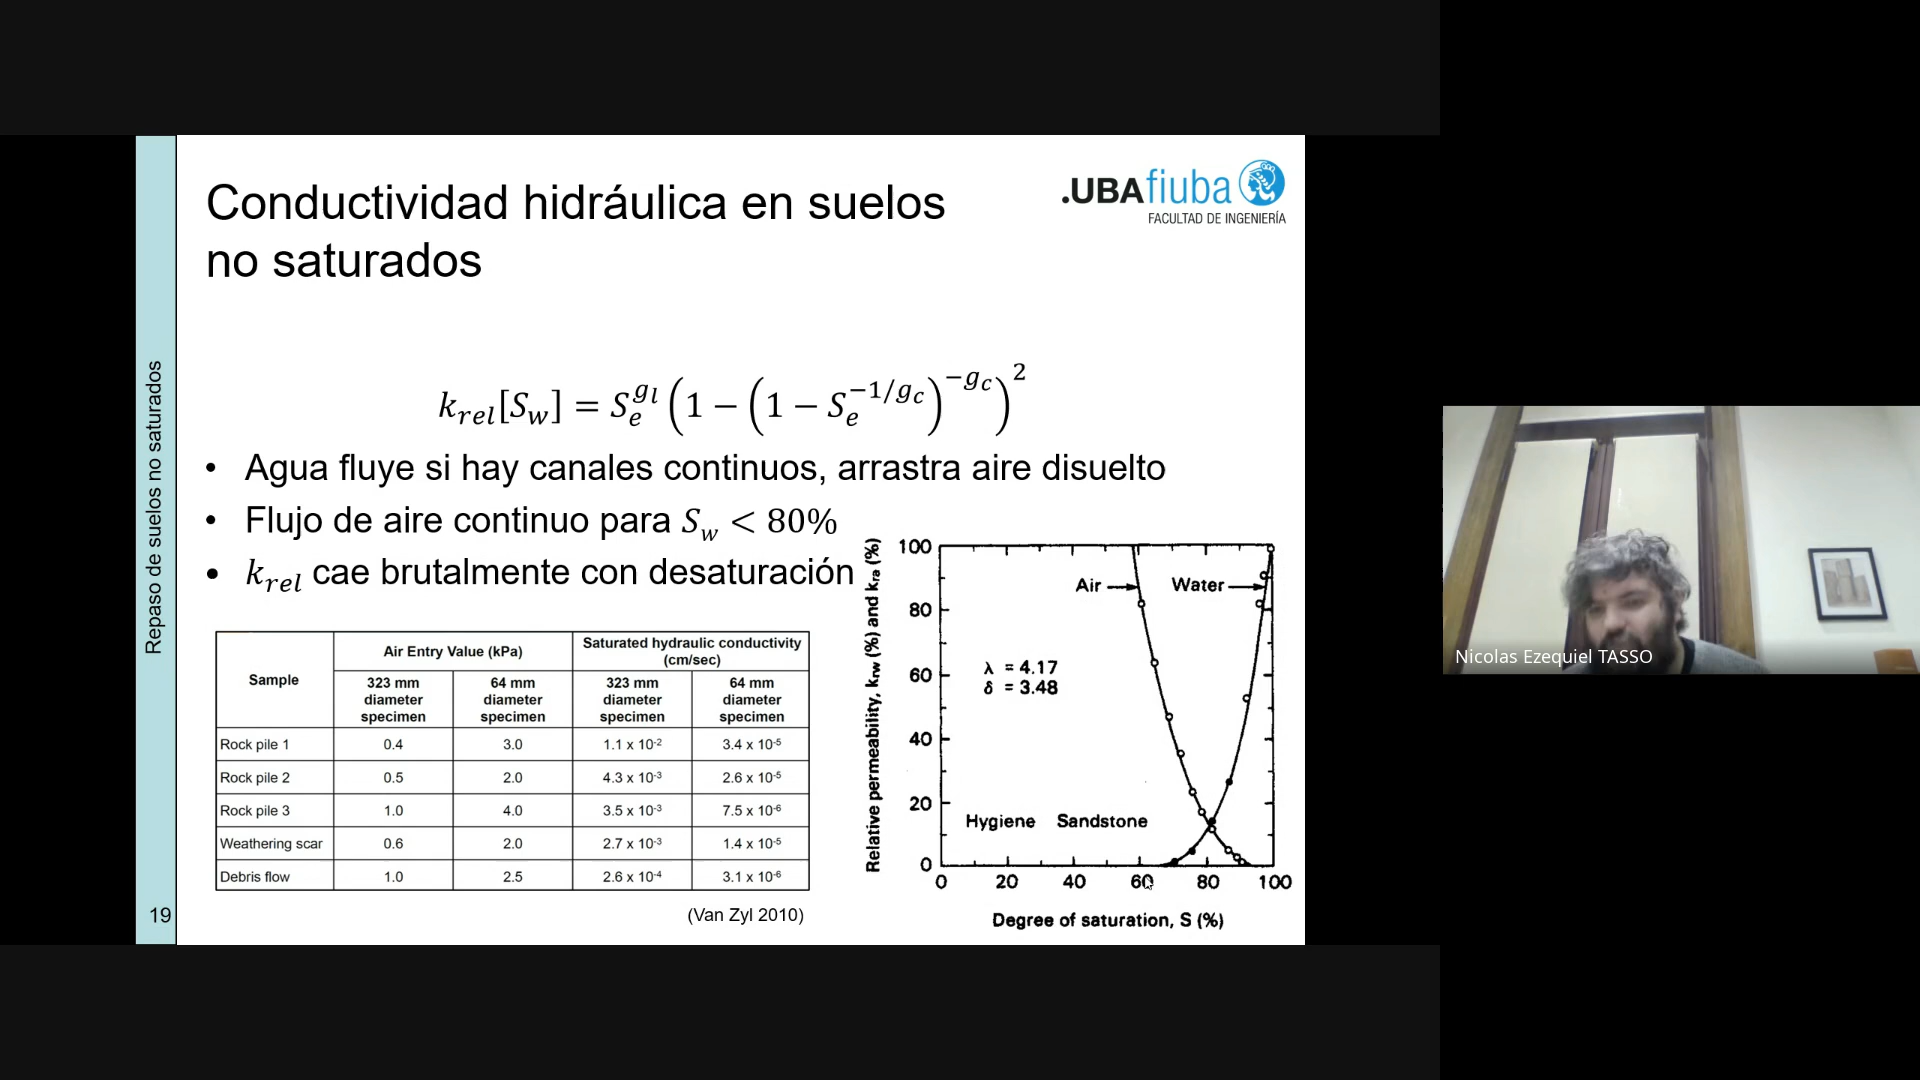 Conductividad hidráulica en suelos
no saturados
.UBAfiuba
FACULTAD DE INGENIERÍA
Repaso de suelos no saturados
k_rel[S_w] = S_e^{g_l} (1 − (1 − S_e^{−1/g_c})^{−g_c})^2
• Agua fluye si hay canales continuos, arrastra aire disuelto
• Flujo de aire continuo para S_w < 80%
• k_rel cae brutalmente con desaturación
Sample | Air Entry Value (kPa) | Saturated hydraulic conductivity (cm/sec)
323 mm diameter specimen | 64 mm diameter specimen | 323 mm diameter specimen | 64 mm diameter specimen
Rock pile 1 | 0.4 | 3.0 | 1.1 x 10^-2 | 3.4 x 10^-5
Rock pile 2 | 0.5 | 2.0 | 4.3 x 10^-3 | 2.6 x 10^-5
Rock pile 3 | 1.0 | 4.0 | 3.5 x 10^-3 | 7.5 x 10^-6
Weathering scar | 0.6 | 2.0 | 2.7 x 10^-3 | 1.4 x 10^-5
Debris flow | 1.0 | 2.5 | 2.6 x 10^-4 | 3.1 x 10^-6
(Van Zyl 2010)
19
Relative permeability, k_rw (%) and k_ra (%)
100
80
60
40
20
0
Air
Water
λ = 4.17
δ = 3.48
Hygiene Sandstone
0 20 40 60 80 100
Degree of saturation, S (%)
Nicolas Ezequiel TASSO